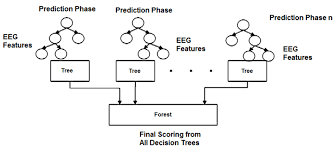 Prediction Phase
Prediction Phase
Prediction Phase n
EEG
Features
EEG
Features
EEG
Features
Tree
Tree
Tree
Forest
Final Scoring from
All Decision Trees